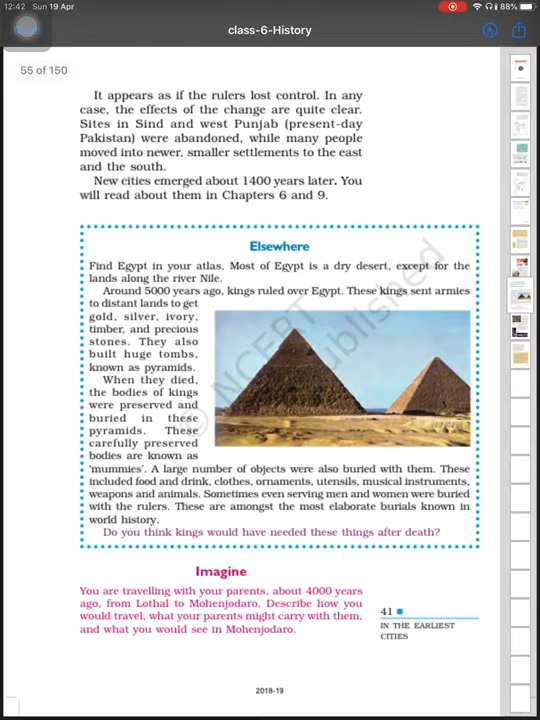 12:42 Sun 19 Apr
88%
class-6-History
55 of 150
It appears as if the rulers lost control. In any
case, the effects of the change are quite clear.
Sites in Sind and west Punjab (present-day
Pakistan) were abandoned, while many people
moved into newer, smaller settlements to the east
and the south.
New cities emerged about 1400 years later. You
will read about them in Chapters 6 and 9.
Elsewhere
Find Egypt in your atlas. Most of Egypt is a dry desert, except for the
lands along the river Nile.
Around 5000 years ago, kings ruled over Egypt. These kings sent armies
to distant lands to get
gold, silver, ivory,
timber, and precious
stones. They also
built huge tombs,
known as pyramids.
When they died,
the bodies of kings
were preserved and
buried in these
pyramids. These
carefully preserved
bodies are known as
'mummies'. A large number of objects were also buried with them. These
included food and drink, clothes, ornaments, utensils, musical instruments,
weapons and animals. Sometimes even serving men and women were buried
with the rulers. These are amongst the most elaborate burials known in
world history.
Do you think kings would have needed these things after death?
© NCERT
published
Imagine
You are travelling with your parents, about 4000 years
ago, from Lothal to Mohenjodaro. Describe how you
would travel, what your parents might carry with them,
and what you would see in Mohenjodaro.
41
IN THE EARLIEST
CITIES
2018-19